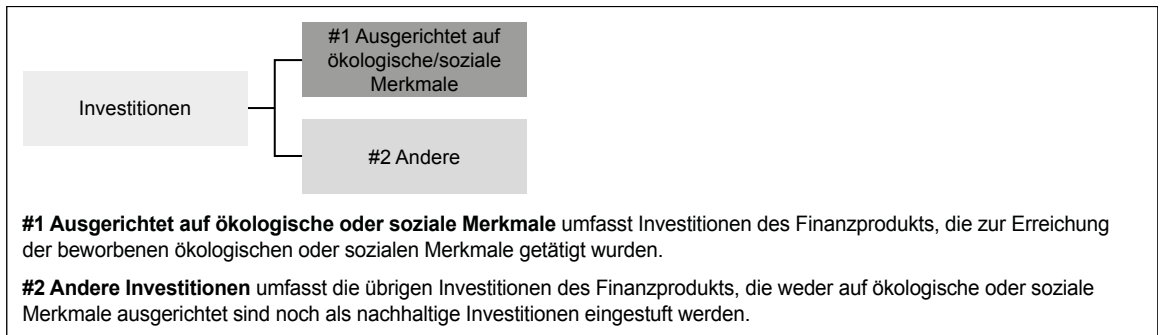 #1 Ausgerichtet auf
ökologische/soziale
Merkmale
Investitionen
#2 Andere
#1 Ausgerichtet auf ökologische oder soziale Merkmale umfasst Investitionen des Finanzprodukts, die zur Erreichung
der beworbenen ökologischen oder sozialen Merkmale getätigt wurden.
#2 Andere Investitionen umfasst die übrigen Investitionen des Finanzprodukts, die weder auf ökologische oder soziale
Merkmale ausgerichtet sind noch als nachhaltige Investitionen eingestuft werden.